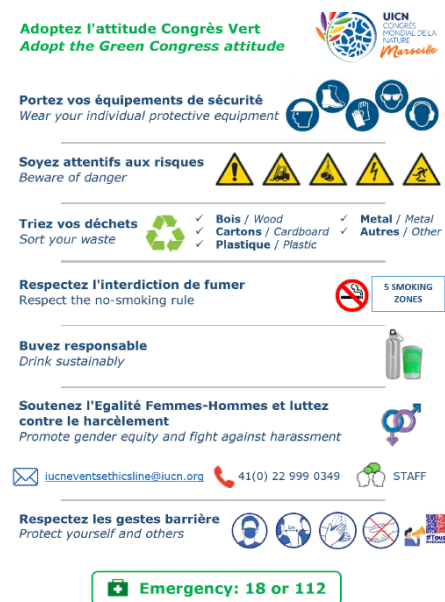 Adoptez l'attitude Congrès Vert
Adopt the Green Congress attitude
UICN
CONGRÈS
MONDIAL DE LA
NATURE
Marseille
Portez vos équipements de sécurité
Wear your individual protective equipment
Soyez attentifs aux risques
Beware of danger
Triez vos déchets
Sort your waste
✓ Bois / Wood
✓ Cartons / Cardboard
✓ Plastique / Plastic
✓ Metal / Metal
✓ Autres / Other
Respectez l'interdiction de fumer
Respect the no-smoking rule
5 SMOKING
ZONES
Buvez responsable
Drink sustainably
Soutenez l'Egalité Femmes-Hommes et luttez
contre le harcèlement
Promote gender equity and fight against harassment
iucneventsethicsline@iucn.org
41(0) 22 999 0349
STAFF
Respectez les gestes barrière
Protect yourself and others
Emergency: 18 or 112